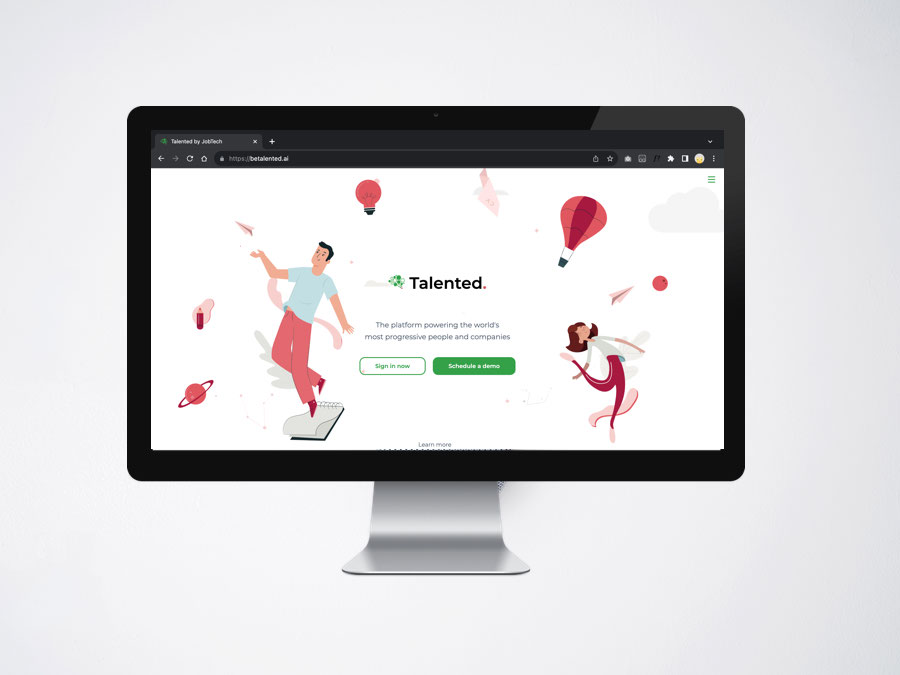 Talented by JobTech
https://betalented.ai
Talented.
The platform powering the world's
most progressive people and companies
Sign in now
Schedule a demo
Learn more